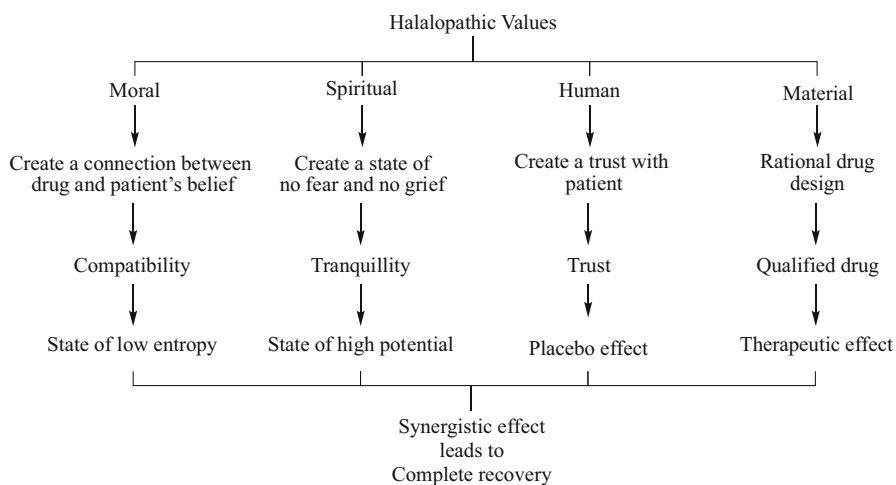 Halalopathic Values
Moral
Spiritual
Human
Material
Create a connection between
drug and patient's belief
Create a state of
no fear and no grief
Create a trust with
patient
Rational drug
design
Compatibility
Tranquillity
Trust
Qualified drug
State of low entropy
State of high potential
Placebo effect
Therapeutic effect
Synergistic effect
leads to
Complete recovery